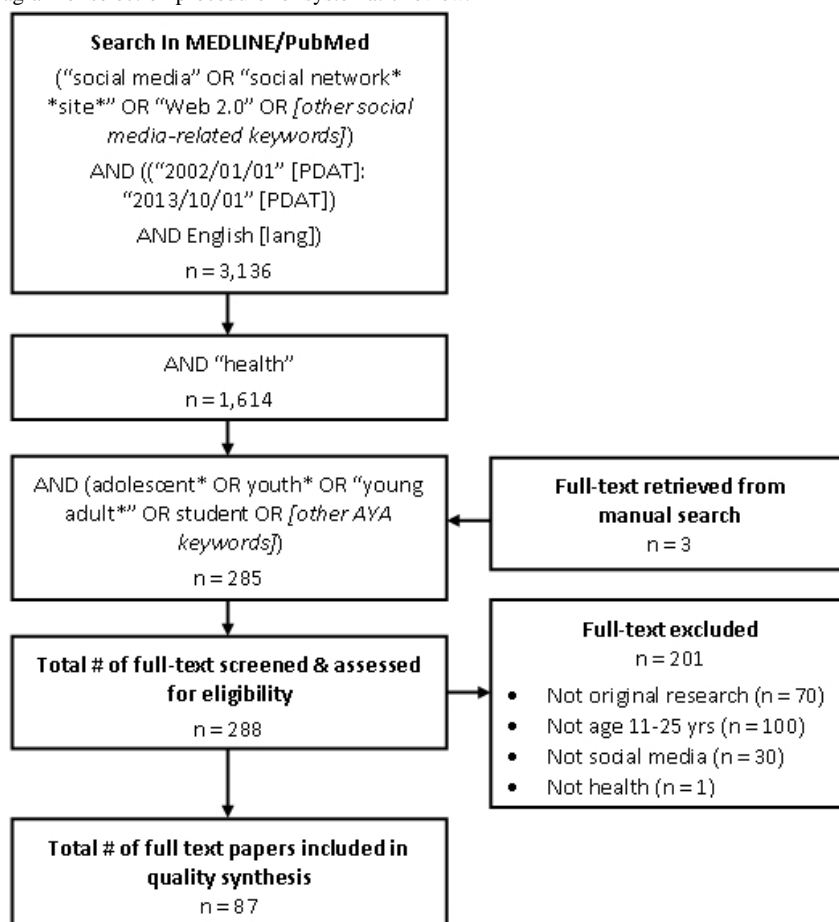 Search in MEDLINE/PubMed
(“social media” OR “social network*
*site*” OR “Web 2.0” OR [other social
media-related keywords])
AND ((“2002/01/01” [PDAT]:
“2013/10/01” [PDAT])
AND English [lang])
n = 3,136
AND “health”
n = 1,614
AND (adolescent* OR youth* OR “young
adult*” OR student OR [other AYA
keywords])
n = 285
Full-text retrieved from
manual search
n = 3
Total # of full-text screened & assessed
for eligibility
n = 288
Full-text excluded
n = 201
• Not original research (n = 70)
• Not age 11-25 yrs (n = 100)
• Not social media (n = 30)
• Not health (n = 1)
Total # of full text papers included in
quality synthesis
n = 87